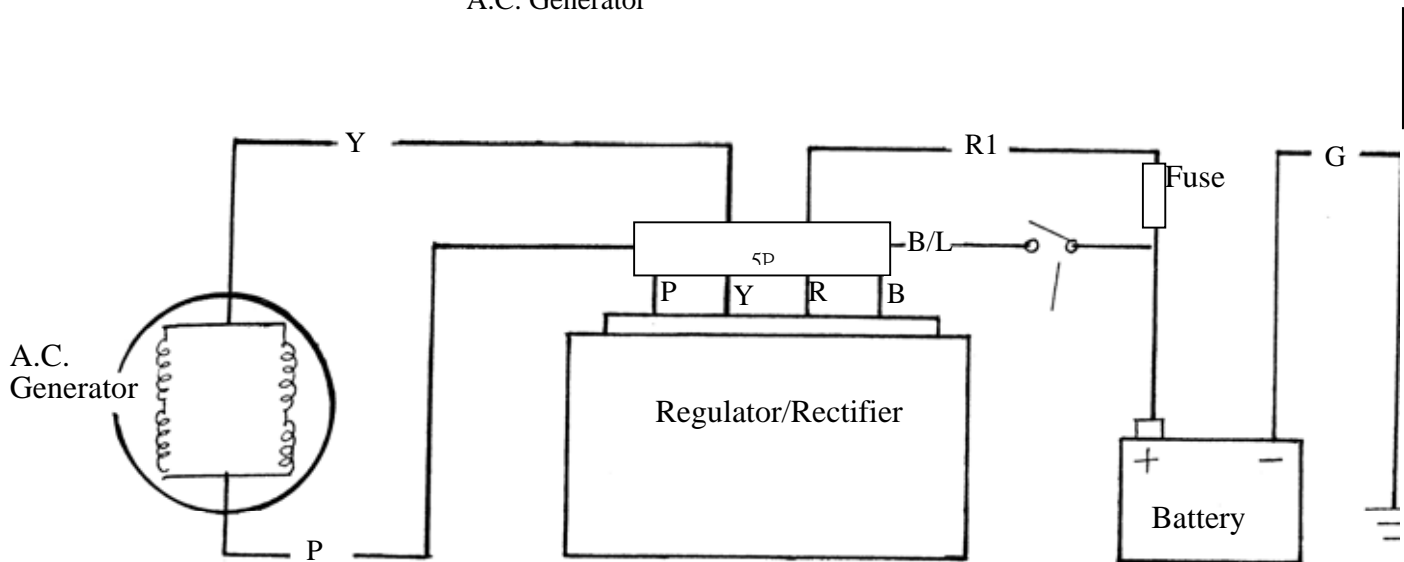 A.C. Generator
Y
R1
G
Fuse
B/L
5P
P
Y
R
B
A.C.
Generator
Regulator/Rectifier
+
−
Battery
P